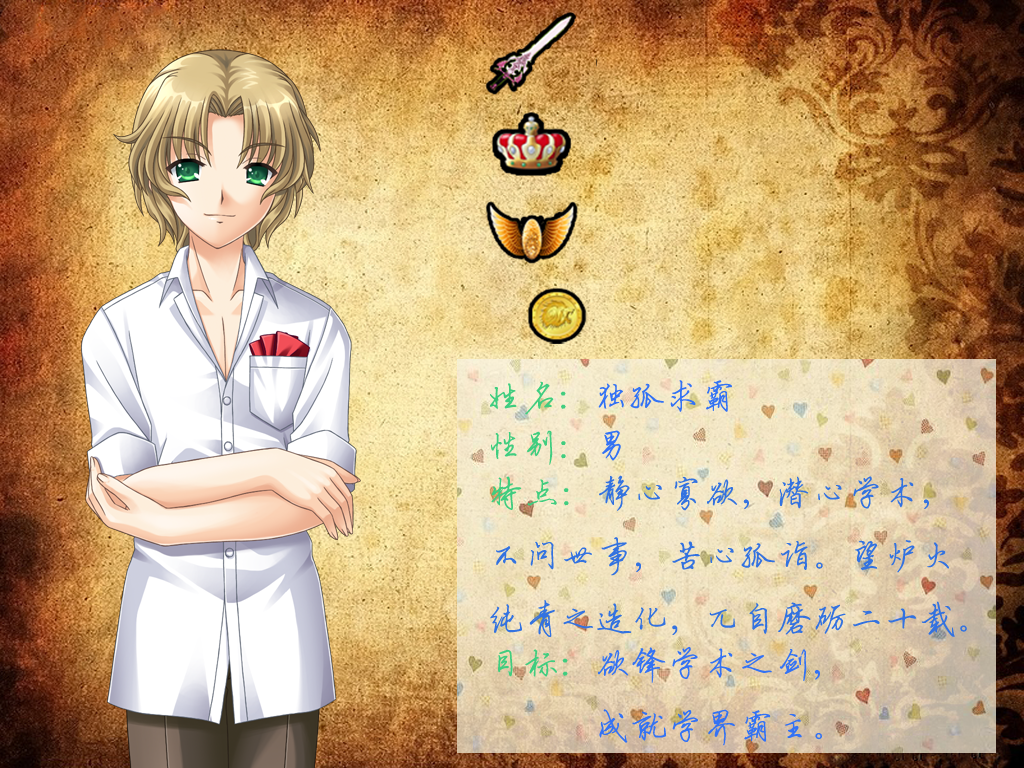 姓名：独孤求霸
性别：男
特点：静心寡欲，潜心学术，
不问世事，苦心孤诣。望炉火
纯青之造化，兀自磨砺二十载。
目标：欲锋学术之剑，
成就学界霸主。